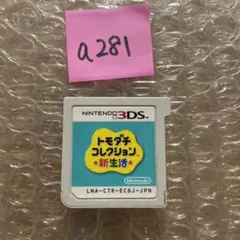 a281
NINTENDO 3DS
トモダチ
コレクション
新生活
Nintendo
LNA-CTR-EC6J-JPN